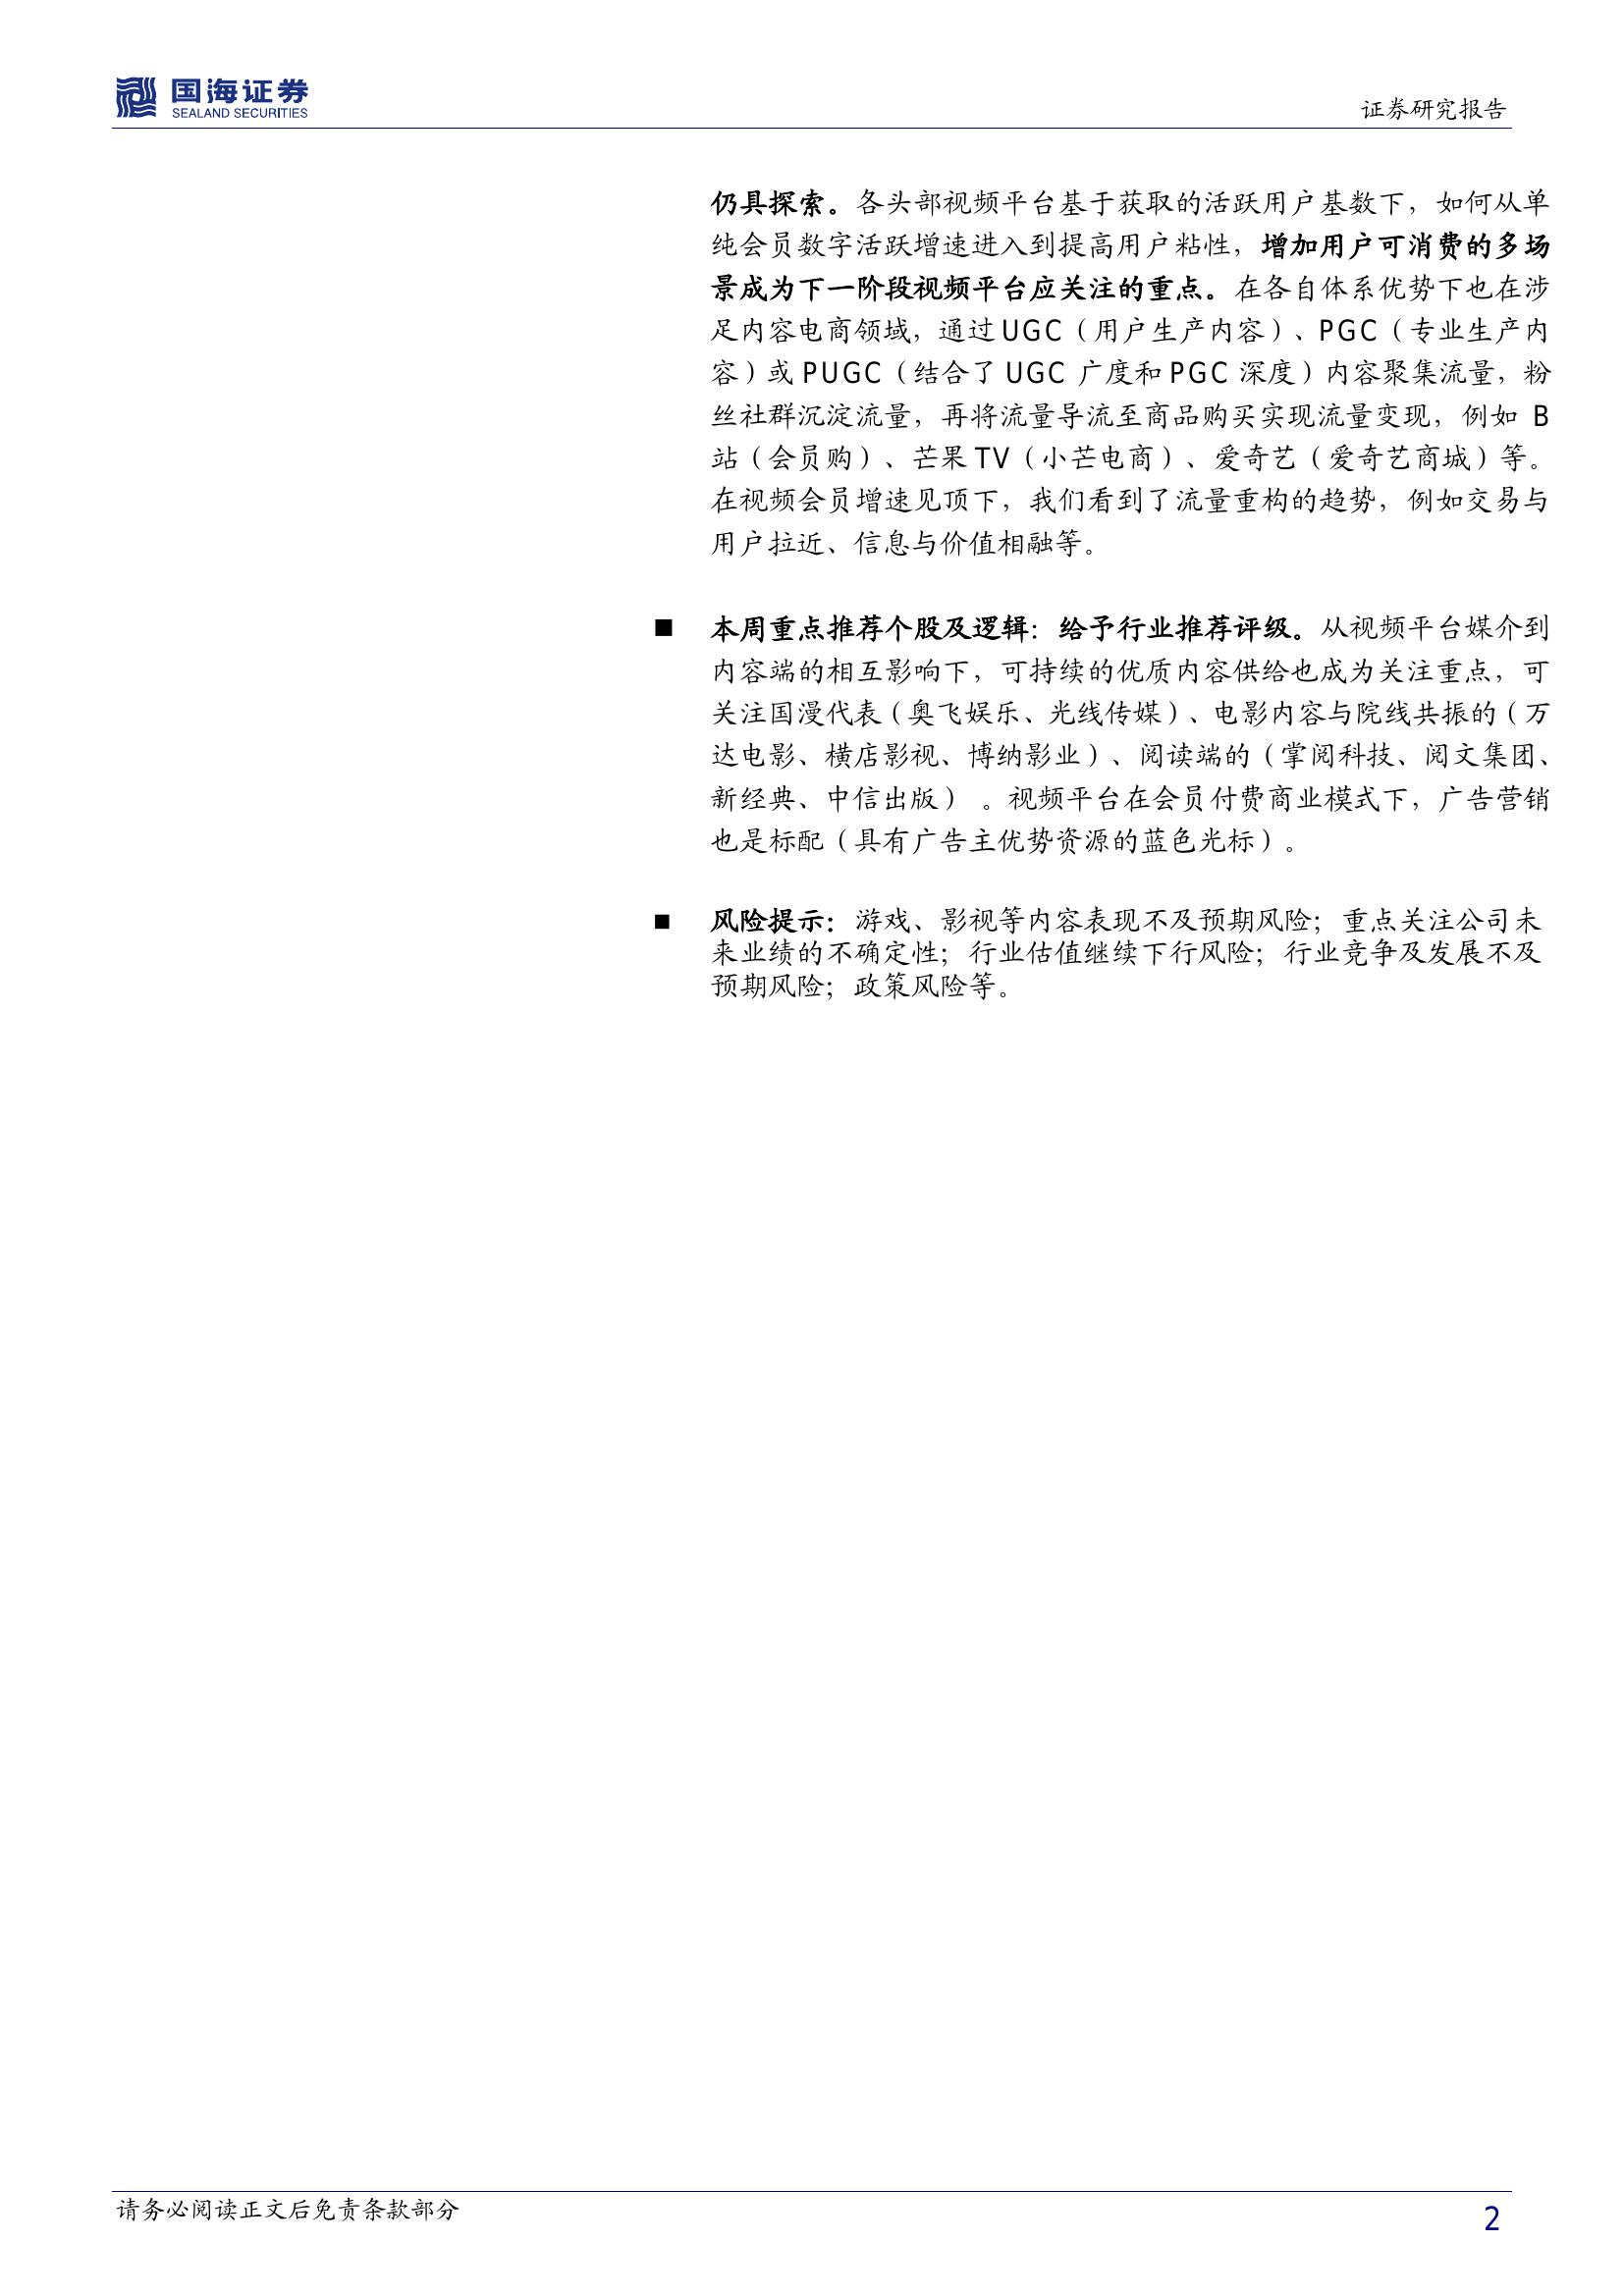 国海证券
SEALAND SECURITIES
证券研究报告
仍具探索。各头部视频平台基于获取的活跃用户基数下，如何从单
纯会员数字活跃增速进入到提高用户粘性，增加用户可消费的多场
景成为下一阶段视频平台应关注的重点。在各自体系优势下也在涉
足内容电商领域，通过 UGC（用户生产内容）、PGC（专业生产内
容）或 PUGC（结合了 UGC 广度和 PGC 深度）内容聚集流量，粉
丝社群沉淀流量，再将流量导流至商品购买实现流量变现，例如 B
站（会员购）、芒果 TV（小芒电商）、爱奇艺（爱奇艺商城）等。
在视频会员增速见顶下，我们看到了流量重构的趋势，例如交易与
用户拉近、信息与价值相融等。
■ 本周重点推荐个股及逻辑：给予行业推荐评级。从视频平台媒介到
内容端的相互影响下，可持续的优质内容供给也成为关注重点，可
关注国漫代表（奥飞娱乐、光线传媒）、电影内容与院线共振的（万
达电影、横店影视、博纳影业）、阅读端的（掌阅科技、阅文集团、
新经典、中信出版） 。视频平台在会员付费商业模式下，广告营销
也是标配（具有广告主优势资源的蓝色光标）。
■ 风险提示：游戏、影视等内容表现不及预期风险；重点关注公司未
来业绩的不确定性；行业估值继续下行风险；行业竞争及发展不及
预期风险；政策风险等。
请务必阅读正文后免责条款部分
2